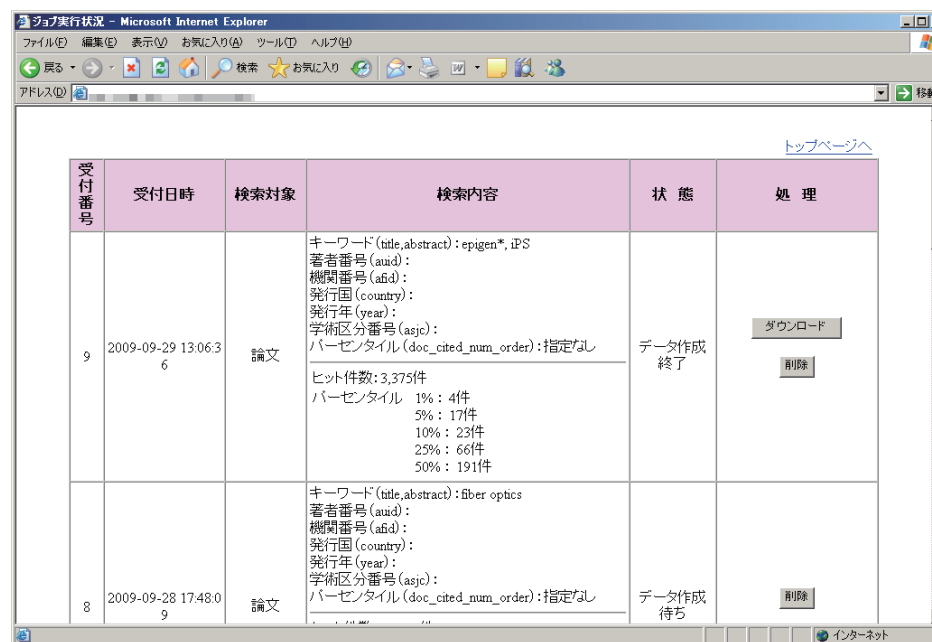 ジョブ実行状況 - Microsoft Internet Explorer
ファイル(F) 編集(E) 表示(V) お気に入り(A) ツール(T) ヘルプ(H)
戻る 検索 お気に入り
アドレス(D) 移動
トップページへ
受付番号 受付日時 検索対象 検索内容 状 態 処 理
キーワード(title,abstract):epigen*, iPS
著者番号(auid):
機関番号(afid):
発行国(country):
発行年(year):
学術区分番号(asjc):
パーセンタイル(doc_cited_num_order):指定なし
9 2009-09-29 13:06:3
6 論文 データ作成
終了 ダウンロード
削除
ヒット件数:3,375件
パーセンタイル 1%: 4件
5%: 17件
10%: 23件
25%: 66件
50%: 191件
キーワード(title,abstract):fiber optics
著者番号(auid):
機関番号(afid):
発行国(country):
発行年(year):
学術区分番号(asjc):
パーセンタイル(doc_cited_num_order):指定なし
8 2009-09-28 17:48:0
9 論文 データ作成
待ち 削除
インターネット